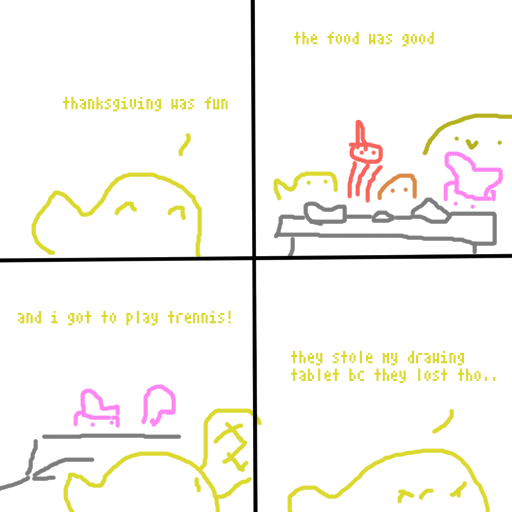 thanksgiving was fun
the food was good
and i got to play trennis!
they stole my drawing
tablet bc they lost tho..